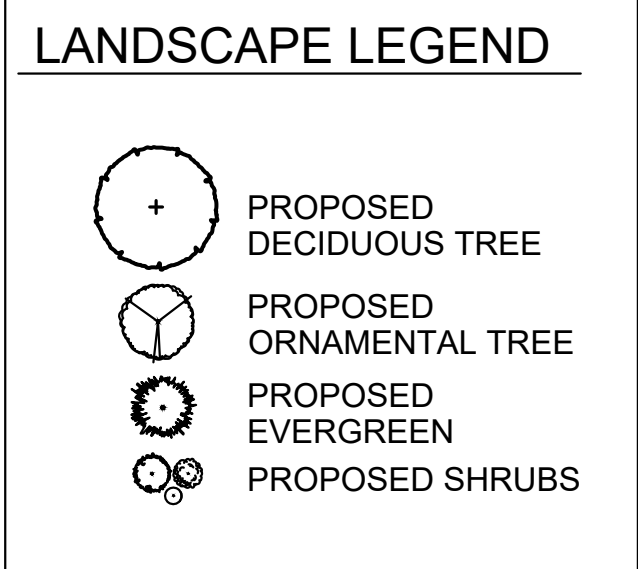 LANDSCAPE LEGEND
PROPOSED
DECIDUOUS TREE
PROPOSED
ORNAMENTAL TREE
PROPOSED
EVERGREEN
PROPOSED SHRUBS